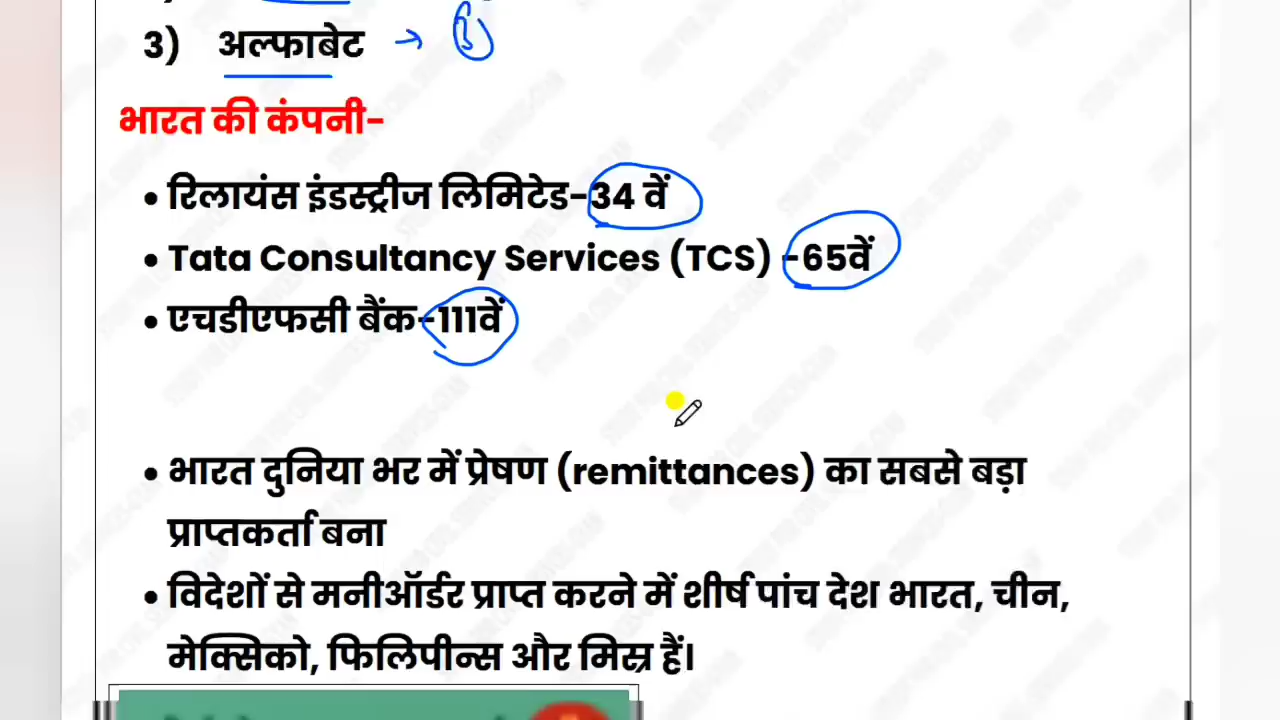 3) अल्फाबेट → 3
भारत की कंपनी-
• रिलायंस इंडस्ट्रीज लिमिटेड-34 वें
• Tata Consultancy Services (TCS) -65वें
• एचडीएफसी बैंक-111वें
• भारत दुनिया भर में प्रेषण (remittances) का सबसे बड़ा
प्राप्तकर्ता बना
• विदेशों से मनीऑर्डर प्राप्त करने में शीर्ष पांच देश भारत, चीन,
मेक्सिको, फिलिपीन्स और मिस्र हैं।